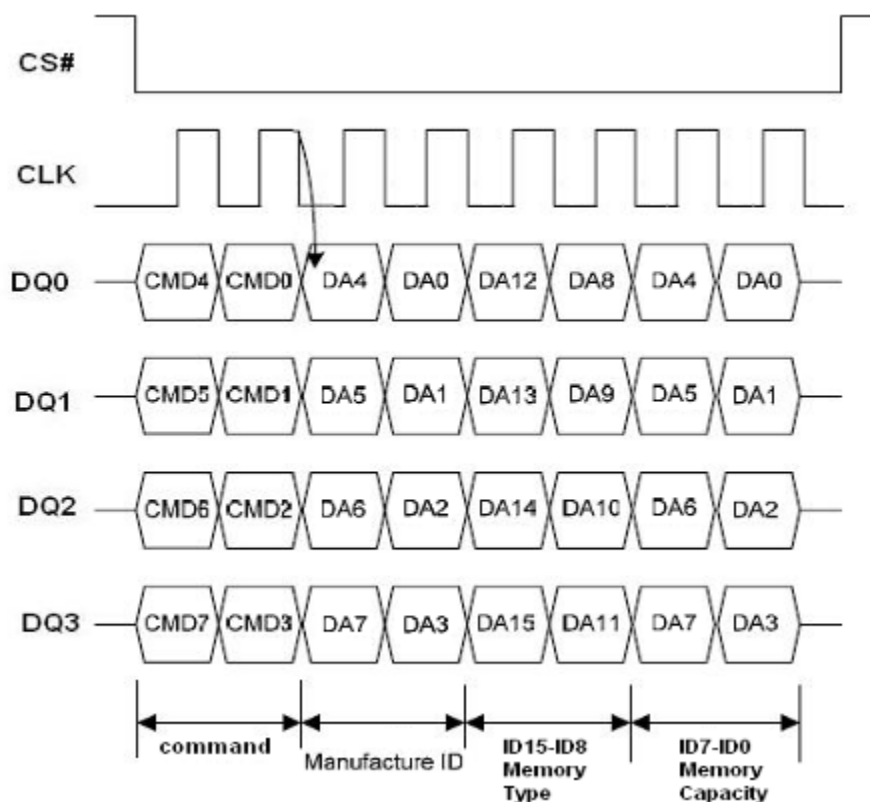 CS#
CLK
DQ0 CMD4 CMD0 DA4 DA0 DA12 DA8 DA4 DA0
DQ1 CMD5 CMD1 DA5 DA1 DA13 DA9 DA5 DA1
DQ2 CMD6 CMD2 DA6 DA2 DA14 DA10 DA6 DA2
DQ3 CMD7 CMD3 DA7 DA3 DA15 DA11 DA7 DA3
command
Manufacture ID
ID15-ID8
Memory
Type
ID7-ID0
Memory
Capacity